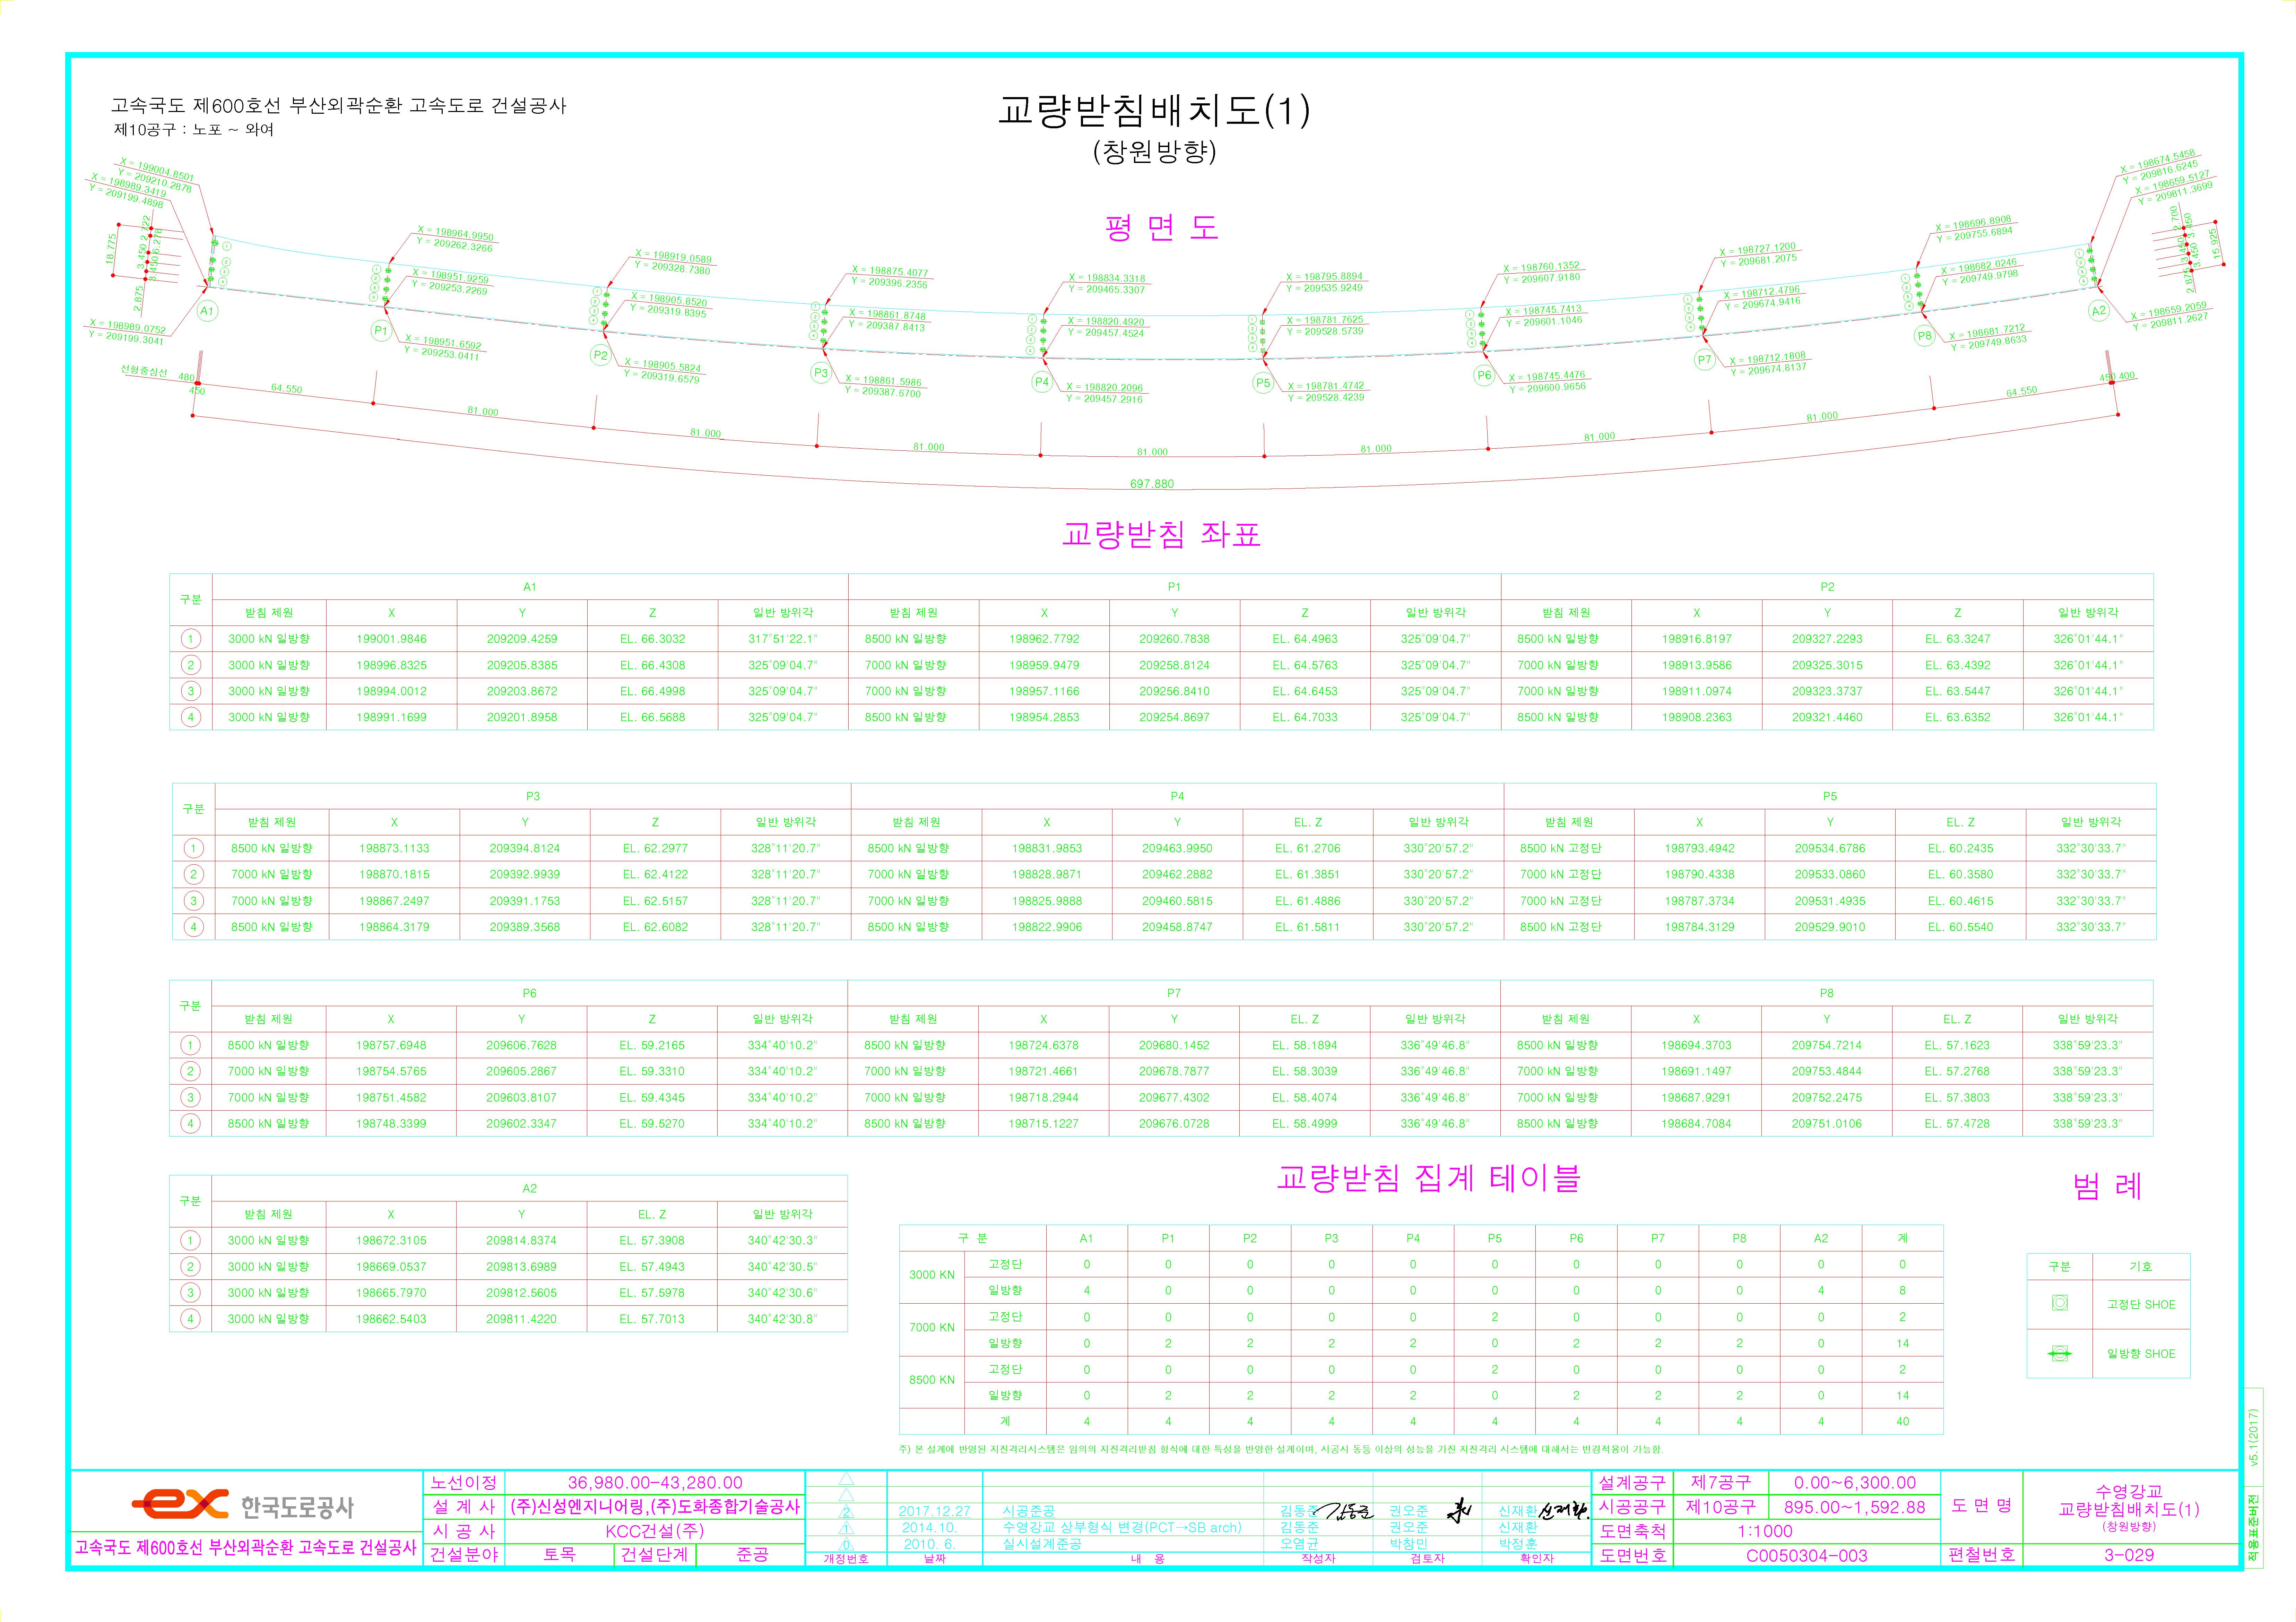 고속국도 제600호선 부산외곽순환 고속도로 건설공사
제10공구 : 노포 ~ 와여
교량받침배치도(1)
(창원방향)
평 면 도
X = 199004.8501
Y = 209210.2878
X = 198989.3419
Y = 209199.4898
X = 198989.0752
Y = 209199.3041
18.775
2.722
6.276
3.450
3.450
2.875
A1
X = 198964.9950
Y = 209262.3266
X = 198951.9259
Y = 209253.2269
X = 198951.6592
Y = 209253.0411
P1
X = 198919.0589
Y = 209328.7380
X = 198905.8520
Y = 209319.8395
X = 198905.5824
Y = 209319.6579
P2
X = 198875.4077
Y = 209396.2356
X = 198861.8748
Y = 209387.8413
X = 198861.5986
Y = 209387.6700
P3
X = 198834.3318
Y = 209465.3307
X = 198820.4920
Y = 209457.4524
X = 198820.2096
Y = 209457.2916
P4
X = 198795.8894
Y = 209535.9249
X = 198781.7625
Y = 209528.5739
X = 198781.4742
Y = 209528.4239
P5
X = 198760.1352
Y = 209607.9180
X = 198745.7413
Y = 209601.1046
X = 198745.4476
Y = 209600.9656
P6
X = 198727.1200
Y = 209681.2075
X = 198712.4796
Y = 209674.9416
X = 198712.1808
Y = 209674.8137
P7
X = 198696.8908
Y = 209755.6894
X = 198682.0246
Y = 209749.9798
X = 198681.7212
Y = 209749.8633
P8
X = 198674.5458
Y = 209816.6245
X = 198659.5127
Y = 209811.3699
X = 198659.2059
Y = 209811.2627
A2
2.700
3.450
3.450
3.450
2.875
15.925
선형중심선 480
450
64.550
81.000
81.000
81.000
81.000
81.000
81.000
81.000
64.550
450 400
697.880
교량받침 좌표
구분 A1 P1 P2
받침 제원 X Y Z 일반 방위각 받침 제원 X Y Z 일반 방위각 받침 제원 X Y Z 일반 방위각
① 3000 kN 일방향 199001.9846 209209.4259 EL. 66.3032 317°51'22.1" 8500 kN 일방향 198962.7792 209260.7838 EL. 64.4963 325°09'04.7" 8500 kN 일방향 198916.8197 209327.2293 EL. 63.3247 326°01'44.1"
② 3000 kN 일방향 198996.8325 209205.8385 EL. 66.4308 325°09'04.7" 7000 kN 일방향 198959.9479 209258.8124 EL. 64.5763 325°09'04.7" 7000 kN 일방향 198913.9586 209325.3015 EL. 63.4392 326°01'44.1"
③ 3000 kN 일방향 198994.0012 209203.8672 EL. 66.4998 325°09'04.7" 7000 kN 일방향 198957.1166 209256.8410 EL. 64.6453 325°09'04.7" 7000 kN 일방향 198911.0974 209323.3737 EL. 63.5447 326°01'44.1"
④ 3000 kN 일방향 198991.1699 209201.8958 EL. 66.5688 325°09'04.7" 8500 kN 일방향 198954.2853 209254.8697 EL. 64.7033 325°09'04.7" 8500 kN 일방향 198908.2363 209321.4460 EL. 63.6352 326°01'44.1"
구분 P3 P4 P5
받침 제원 X Y Z 일반 방위각 받침 제원 X Y EL. Z 일반 방위각 받침 제원 X Y EL. Z 일반 방위각
① 8500 kN 일방향 198873.1133 209394.8124 EL. 62.2977 328°11'20.7" 8500 kN 일방향 198831.9853 209463.9950 EL. 61.2706 330°20'57.2" 8500 kN 고정단 198793.4942 209534.6786 EL. 60.2435 332°30'33.7"
② 7000 kN 일방향 198870.1815 209392.9939 EL. 62.4122 328°11'20.7" 7000 kN 일방향 198828.9871 209462.2882 EL. 61.3851 330°20'57.2" 7000 kN 고정단 198790.4338 209533.0860 EL. 60.3580 332°30'33.7"
③ 7000 kN 일방향 198867.2497 209391.1753 EL. 62.5157 328°11'20.7" 7000 kN 일방향 198825.9888 209460.5815 EL. 61.4886 330°20'57.2" 7000 kN 고정단 198787.3734 209531.4935 EL. 60.4615 332°30'33.7"
④ 8500 kN 일방향 198864.3179 209389.3568 EL. 62.6082 328°11'20.7" 8500 kN 일방향 198822.9906 209458.8747 EL. 61.5811 330°20'57.2" 8500 kN 고정단 198784.3129 209529.9010 EL. 60.5540 332°30'33.7"
구분 P6 P7 P8
받침 제원 X Y Z 일반 방위각 받침 제원 X Y EL. Z 일반 방위각 받침 제원 X Y EL. Z 일반 방위각
① 8500 kN 일방향 198757.6948 209606.7628 EL. 59.2165 334°40'10.2" 8500 kN 일방향 198724.6378 209680.1452 EL. 58.1894 336°49'46.8" 8500 kN 일방향 198694.3703 209754.7214 EL. 57.1623 338°59'23.3"
② 7000 kN 일방향 198754.5765 209605.2867 EL. 59.3310 334°40'10.2" 7000 kN 일방향 198721.4661 209678.7877 EL. 58.3039 336°49'46.8" 7000 kN 일방향 198691.1497 209753.4844 EL. 57.2768 338°59'23.3"
③ 7000 kN 일방향 198751.4582 209603.8107 EL. 59.4345 334°40'10.2" 7000 kN 일방향 198718.2944 209677.4302 EL. 58.4074 336°49'46.8" 7000 kN 일방향 198687.9291 209752.2475 EL. 57.3803 338°59'23.3"
④ 8500 kN 일방향 198748.3399 209602.3347 EL. 59.5270 334°40'10.2" 8500 kN 일방향 198715.1227 209676.0728 EL. 58.4999 336°49'46.8" 8500 kN 일방향 198684.7084 209751.0106 EL. 57.4728 338°59'23.3"
구분 A2
받침 제원 X Y EL. Z 일반 방위각
① 3000 kN 일방향 198672.3105 209814.8374 EL. 57.3908 340°42'30.3"
② 3000 kN 일방향 198669.0537 209813.6989 EL. 57.4943 340°42'30.5"
③ 3000 kN 일방향 198665.7970 209812.5605 EL. 57.5978 340°42'30.6"
④ 3000 kN 일방향 198662.5403 209811.4220 EL. 57.7013 340°42'30.8"
교량받침 집계 테이블
구 분 A1 P1 P2 P3 P4 P5 P6 P7 P8 A2 계
3000 KN 고정단 0 0 0 0 0 0 0 0 0 0 0
일방향 4 0 0 0 0 0 0 0 0 4 8
7000 KN 고정단 0 0 0 0 0 2 0 0 0 0 2
일방향 0 2 2 2 2 0 2 2 2 0 14
8500 KN 고정단 0 0 0 0 0 2 0 0 0 0 2
일방향 0 2 2 2 2 0 2 2 2 0 14
계 4 4 4 4 4 4 4 4 4 4 40
주) 본 설계에 반영된 지진격리시스템은 임의의 지진격리받침 형식에 대한 특성을 반영한 설계이며, 시공시 동등 이상의 성능을 가진 지진격리 시스템에 대해서는 변경적용이 가능함.
범 례
구분 기호
고정단 SHOE
일방향 SHOE
ex 한국도로공사
고속국도 제600호선 부산외곽순환 고속도로 건설공사
노선이정 36,980.00-43,280.00
설 계 사 (주)신성엔지니어링,(주)도화종합기술공사
시 공 사 KCC건설(주)
건설분야 토목 건설단계 준공
2 2017.12.27 시공준공 김동준 김동준 권오준 신재환 신재환
1 2014.10. 수영강교 상부형식 변경(PCT→SB arch) 김동준 권오준 신재환
0 2010. 6. 실시설계준공 오염균 박창민 박정훈
개정번호 날짜 내 용 작성자 검토자 확인자
설계공구 제7공구 0.00~6,300.00
시공공구 제10공구 895.00~1,592.88
도면축척 1:1000
도면번호 C0050304-003
도 면 명 수영강교
교량받침배치도(1)
(창원방향)
편철번호 3-029
적용표준버전 v5.1(2017)